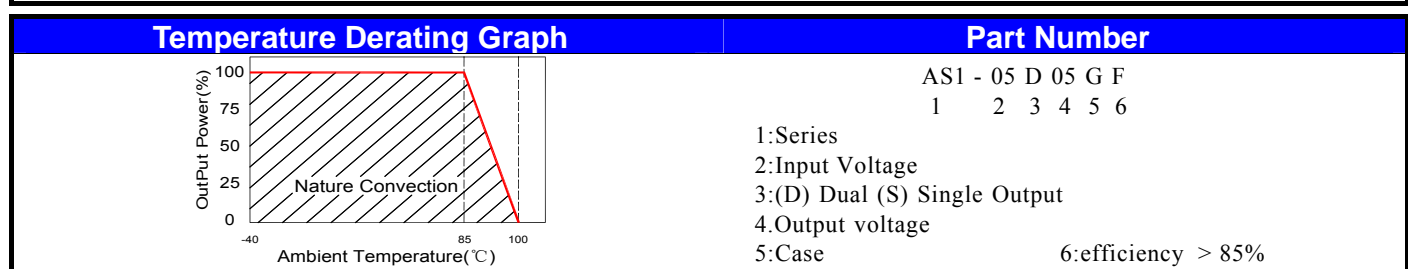 Temperature Derating Graph
OutPut Power(%)
100
75
50
25
0
Nature Convection
-40 85 100
Ambient Temperature(℃)
Part Number
AS1 - 05 D 05 G F
1 2 3 4 5 6
1:Series
2:Input Voltage
3:(D) Dual (S) Single Output
4.Output voltage
5:Case 6:efficiency > 85%